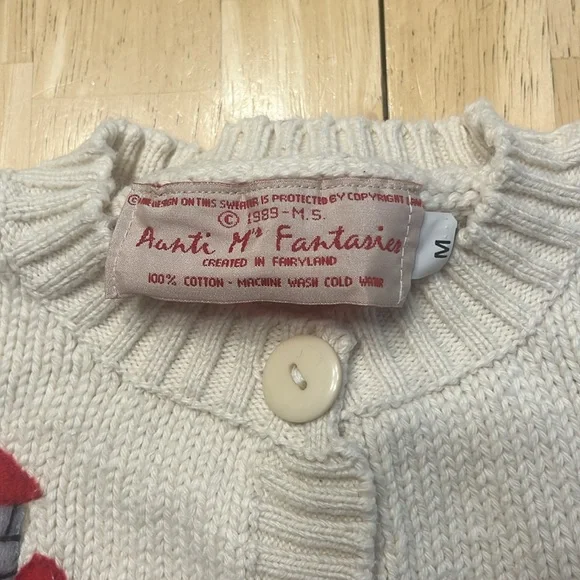 © THE DESIGN ON THIS SWEATER IS PROTECTED BY COPYRIGHT LAW
© 1989 - M.S.
Aunti M's Fantasies
CREATED IN FAIRYLAND
100% COTTON - MACHINE WASH COLD WATER
M